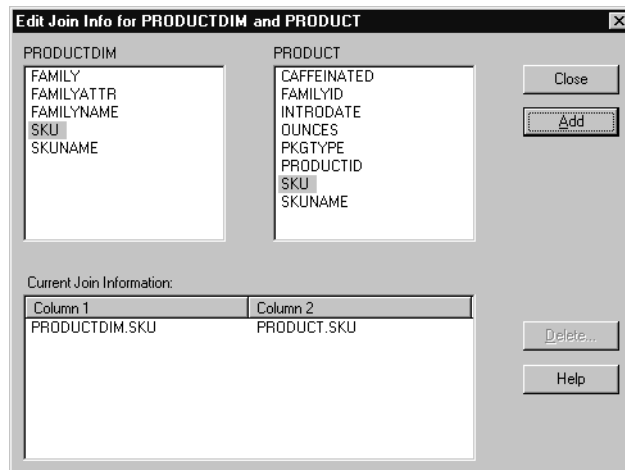 Edit Join Info for PRODUCTDIM and PRODUCT
PRODUCTDIM
FAMILY
FAMILYATTR
FAMILYNAME
SKU
SKUNAME
PRODUCT
CAFFEINATED
FAMILYID
INTRODATE
OUNCES
PKGTYPE
PRODUCTID
SKU
SKUNAME
Close
Add
Current Join Information:
Column 1 Column 2
PRODUCTDIM.SKU PRODUCT.SKU
Delete...
Help